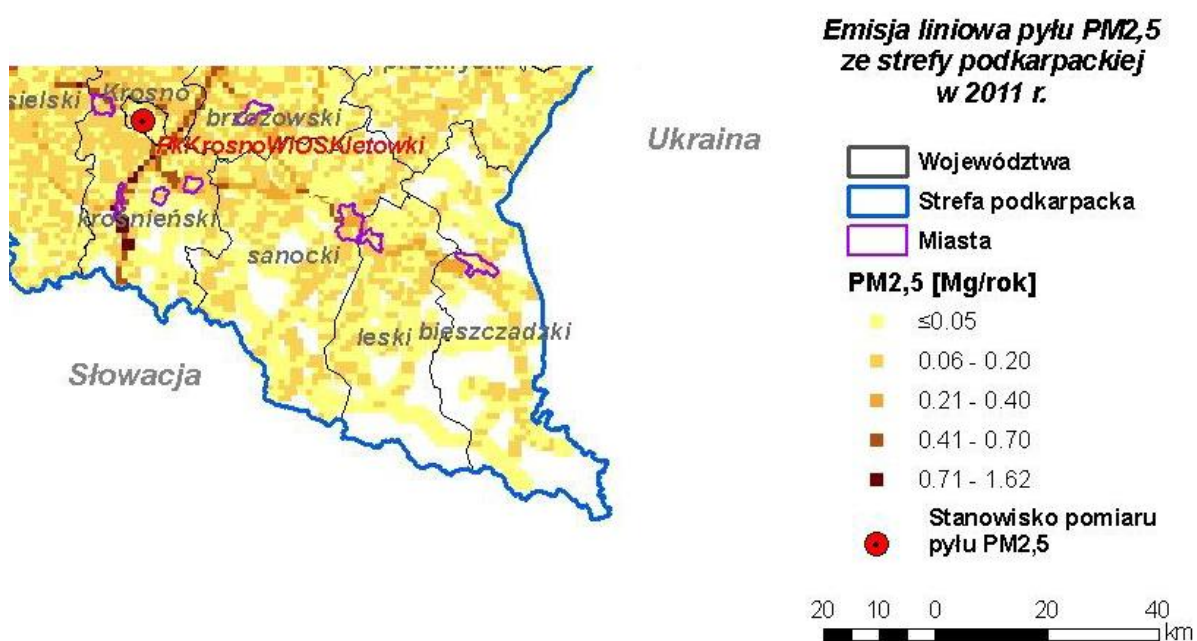 Emisja liniowa pyłu PM2,5
ze strefy podkarpackiej
w 2011 r.
Ukraina
Województwa
Strefa podkarpacka
Miasta
PM2,5 [Mg/rok]
≤0.05
0.06 - 0.20
0.21 - 0.40
0.41 - 0.70
0.71 - 1.62
Stanowisko pomiaru
pyłu PM2,5
20 10 0 20 40
km
sielski
Krosno
brzozowski
PkKrosnoWIOSKletowki
krośnieński
sanocki
leski
bieszczadzki
Słowacja